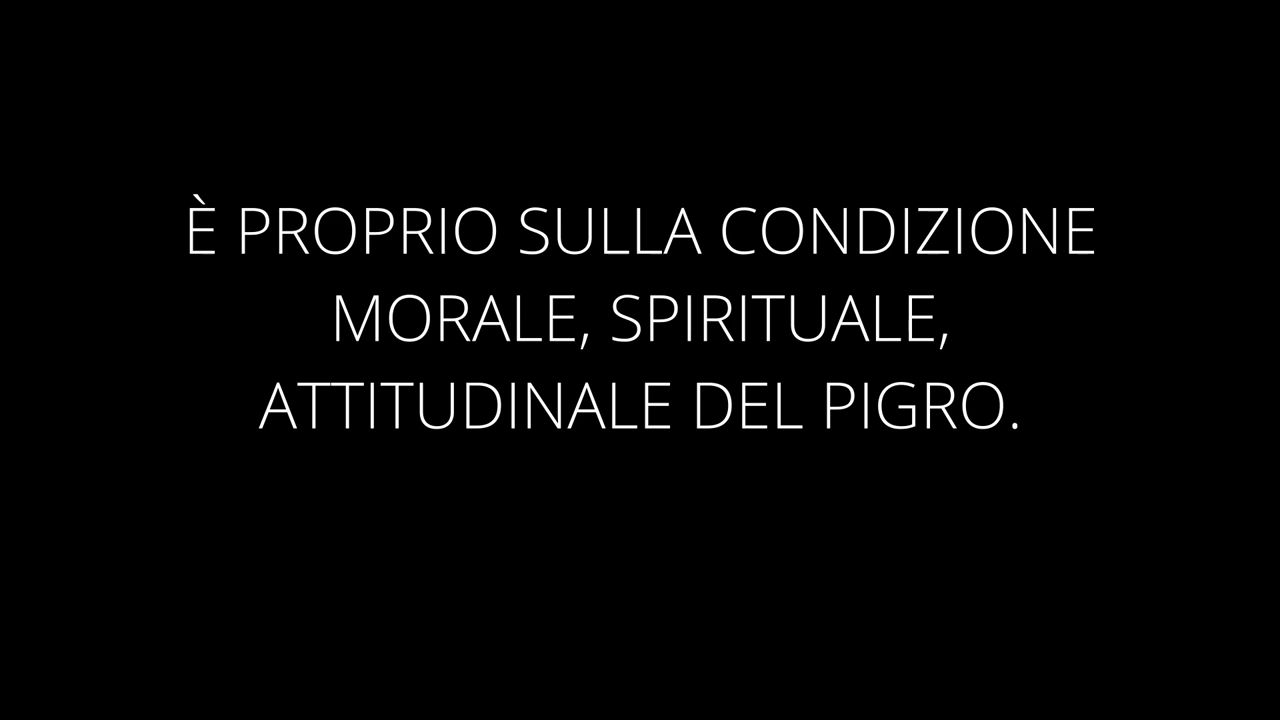 È PROPRIO SULLA CONDIZIONE
MORALE, SPIRITUALE,
ATTITUDINALE DEL PIGRO.